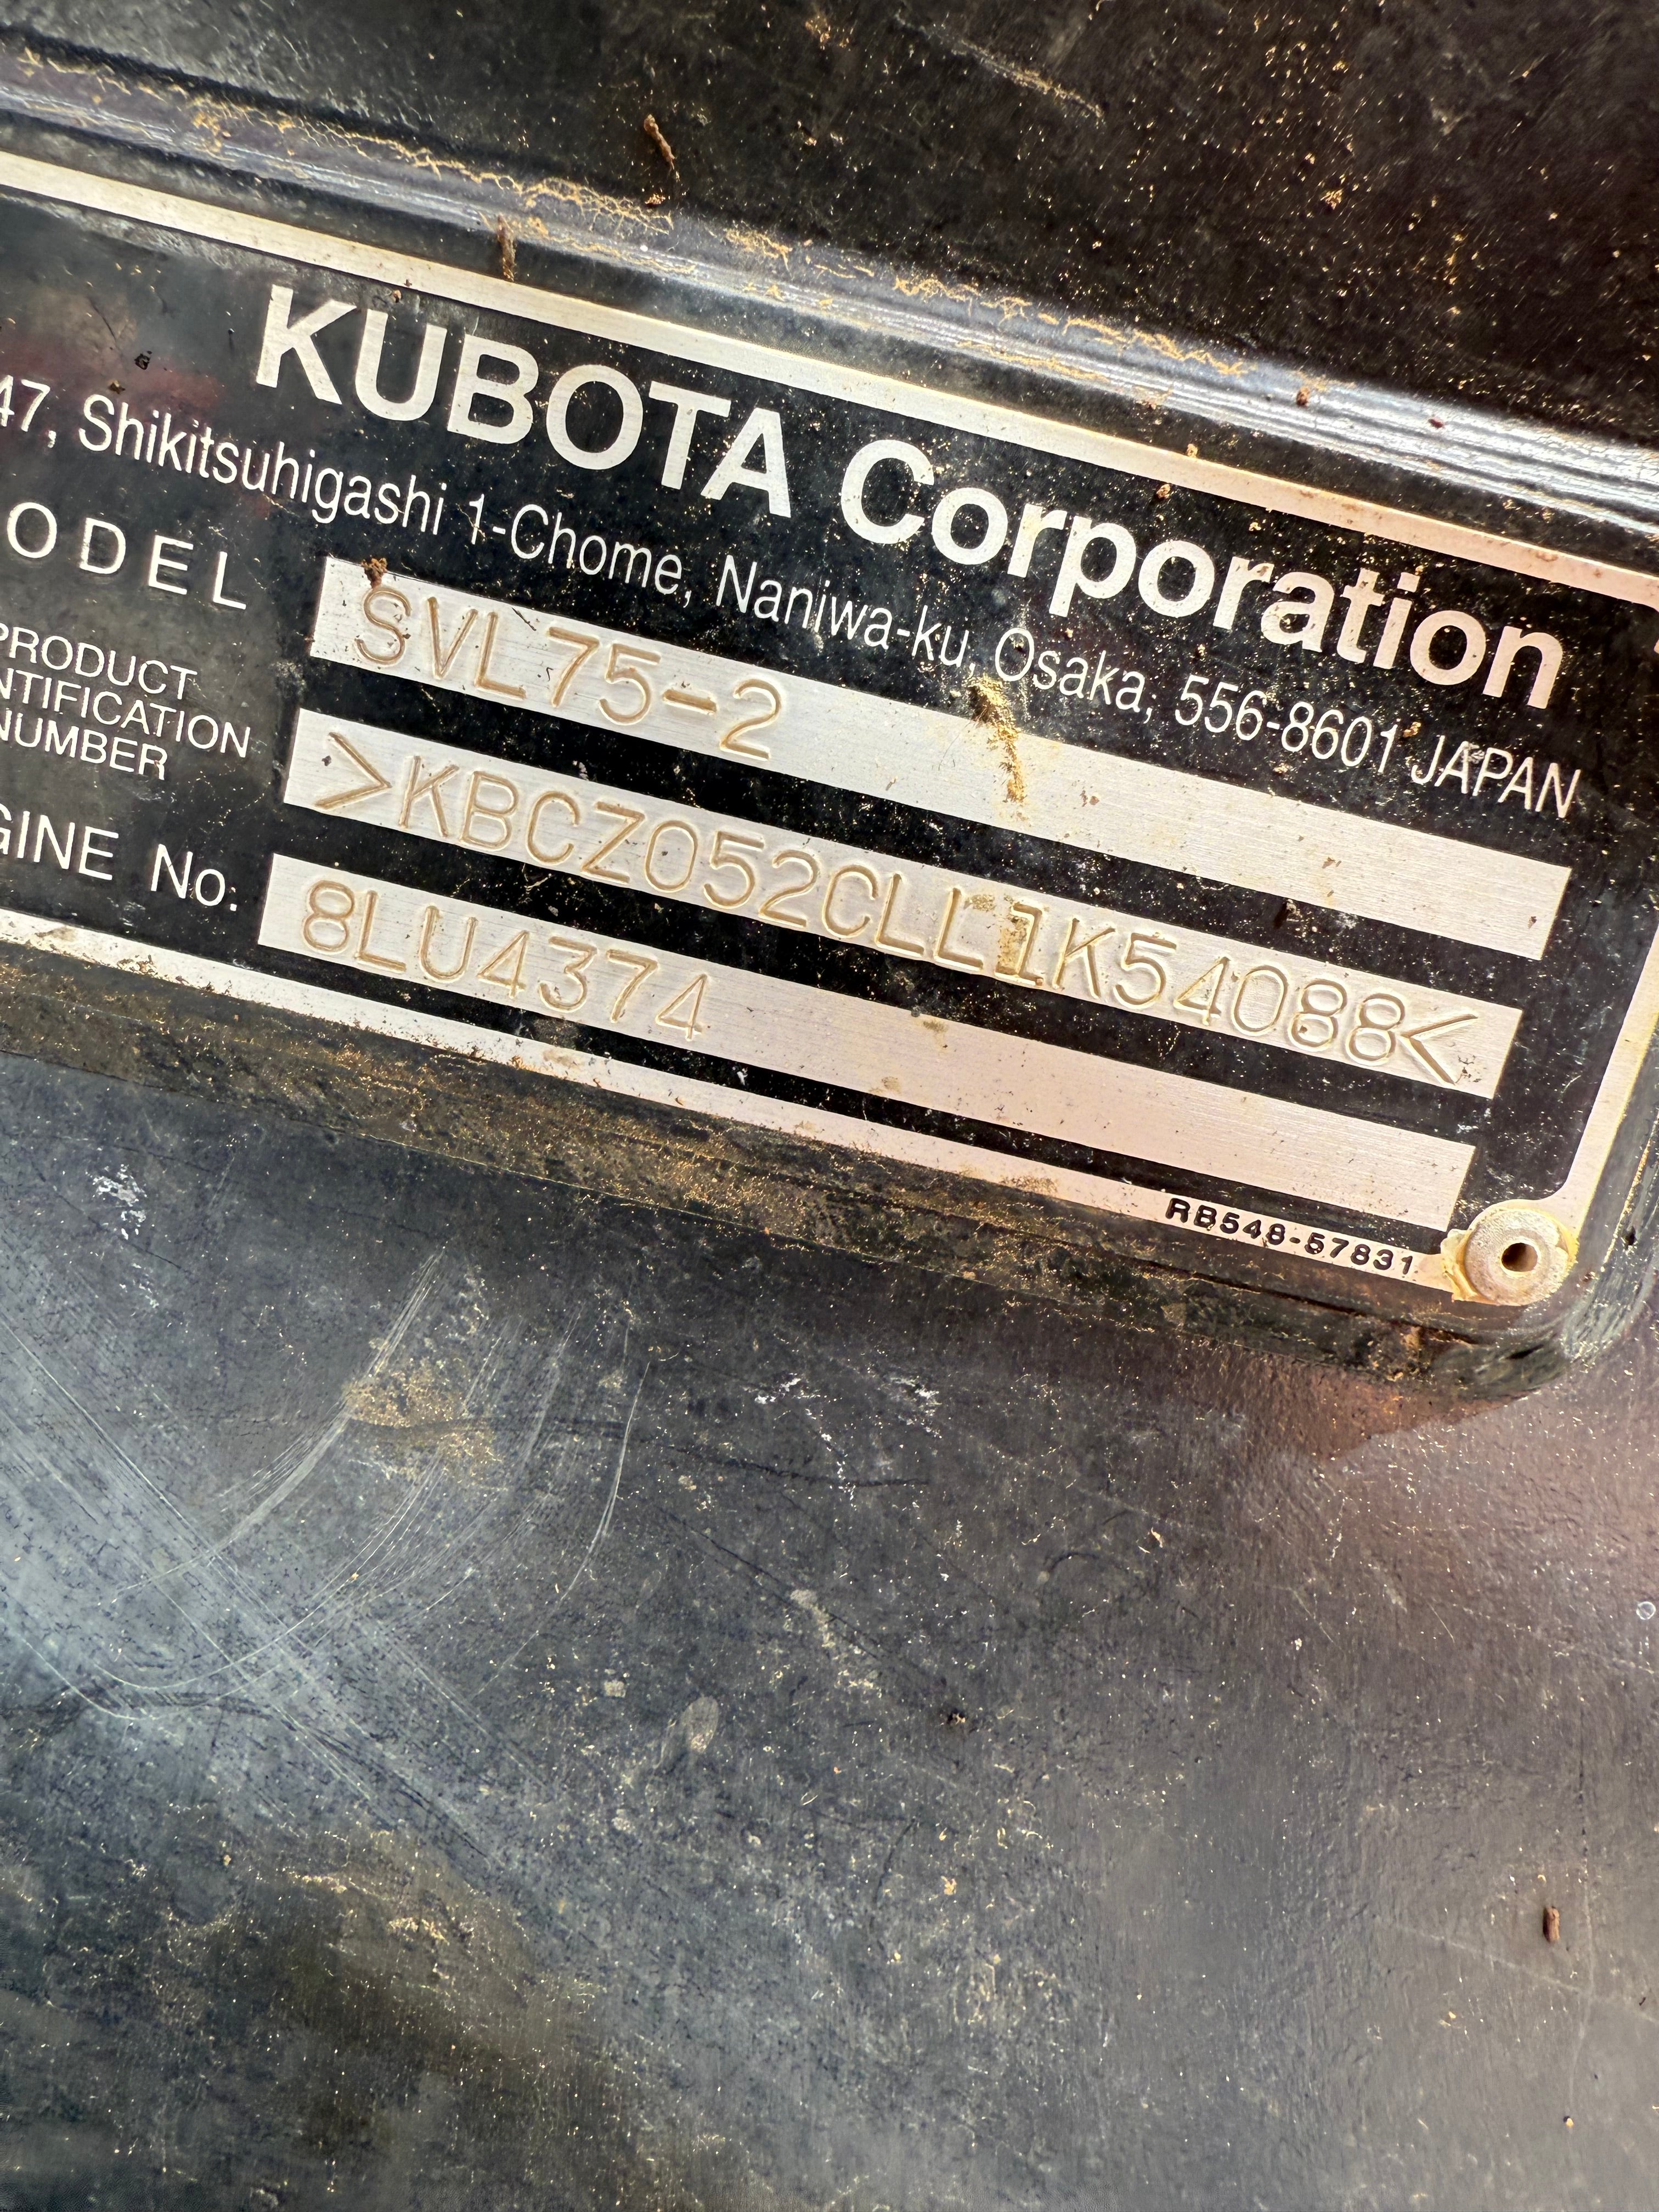 KUBOTA Corporation
47, Shikitsuhigashi 1-Chome, Naniwa-ku, Osaka, 556-8601 JAPAN
ODEL SVL75-2
PRODUCT
NTIFICATION
NUMBER
>KBCZ052CLL1K54088<
GINE No. 8LU4374
RB548-57831